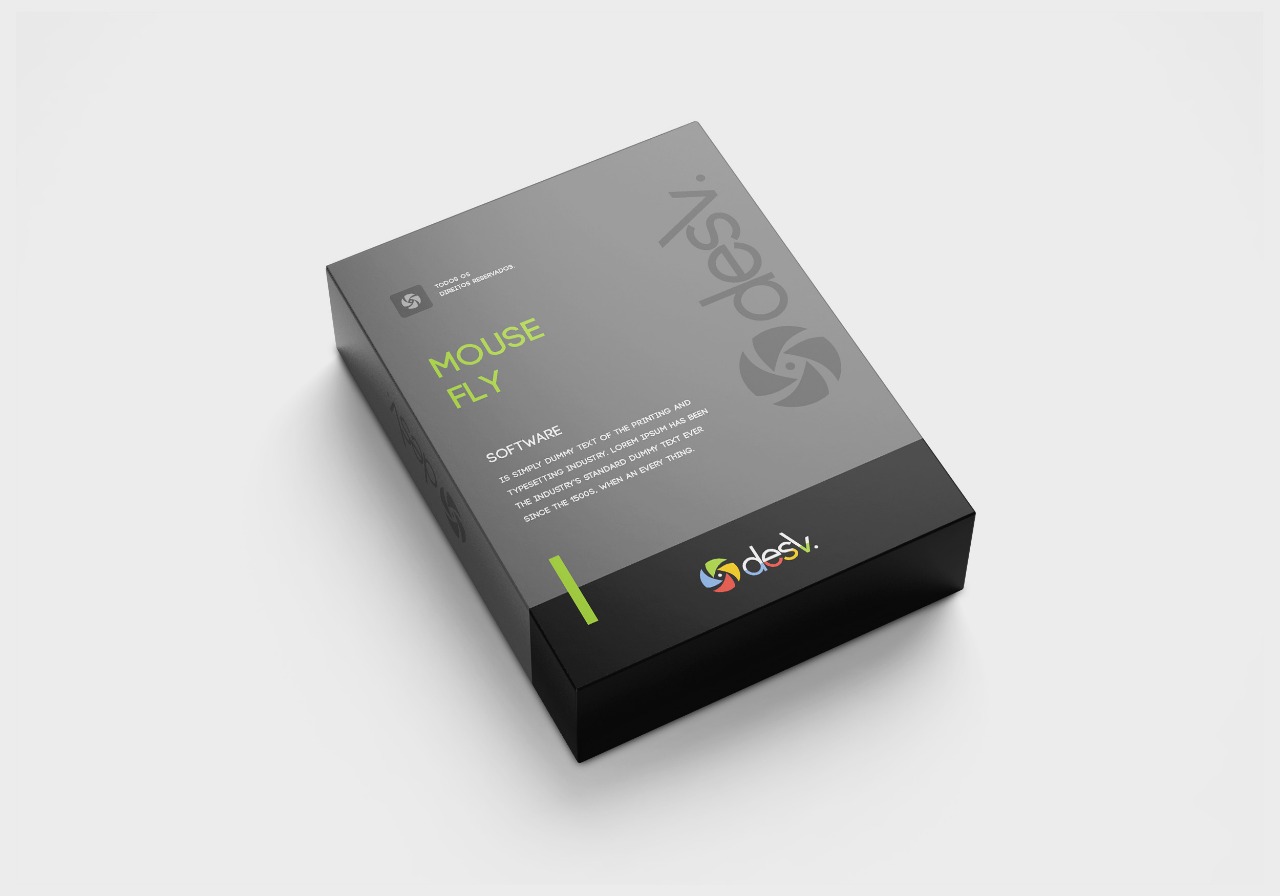 TODOS OS
DIREITOS RESERVADOS.
MOUSE
FLY
SOFTWARE
IS SIMPLY DUMMY TEXT OF THE PRINTING AND
TYPESETTING INDUSTRY. LOREM IPSUM HAS BEEN
THE INDUSTRY'S STANDARD DUMMY TEXT EVER
SINCE THE 1500S, WHEN AN EVERY THING.
desv.
desv.
desv.